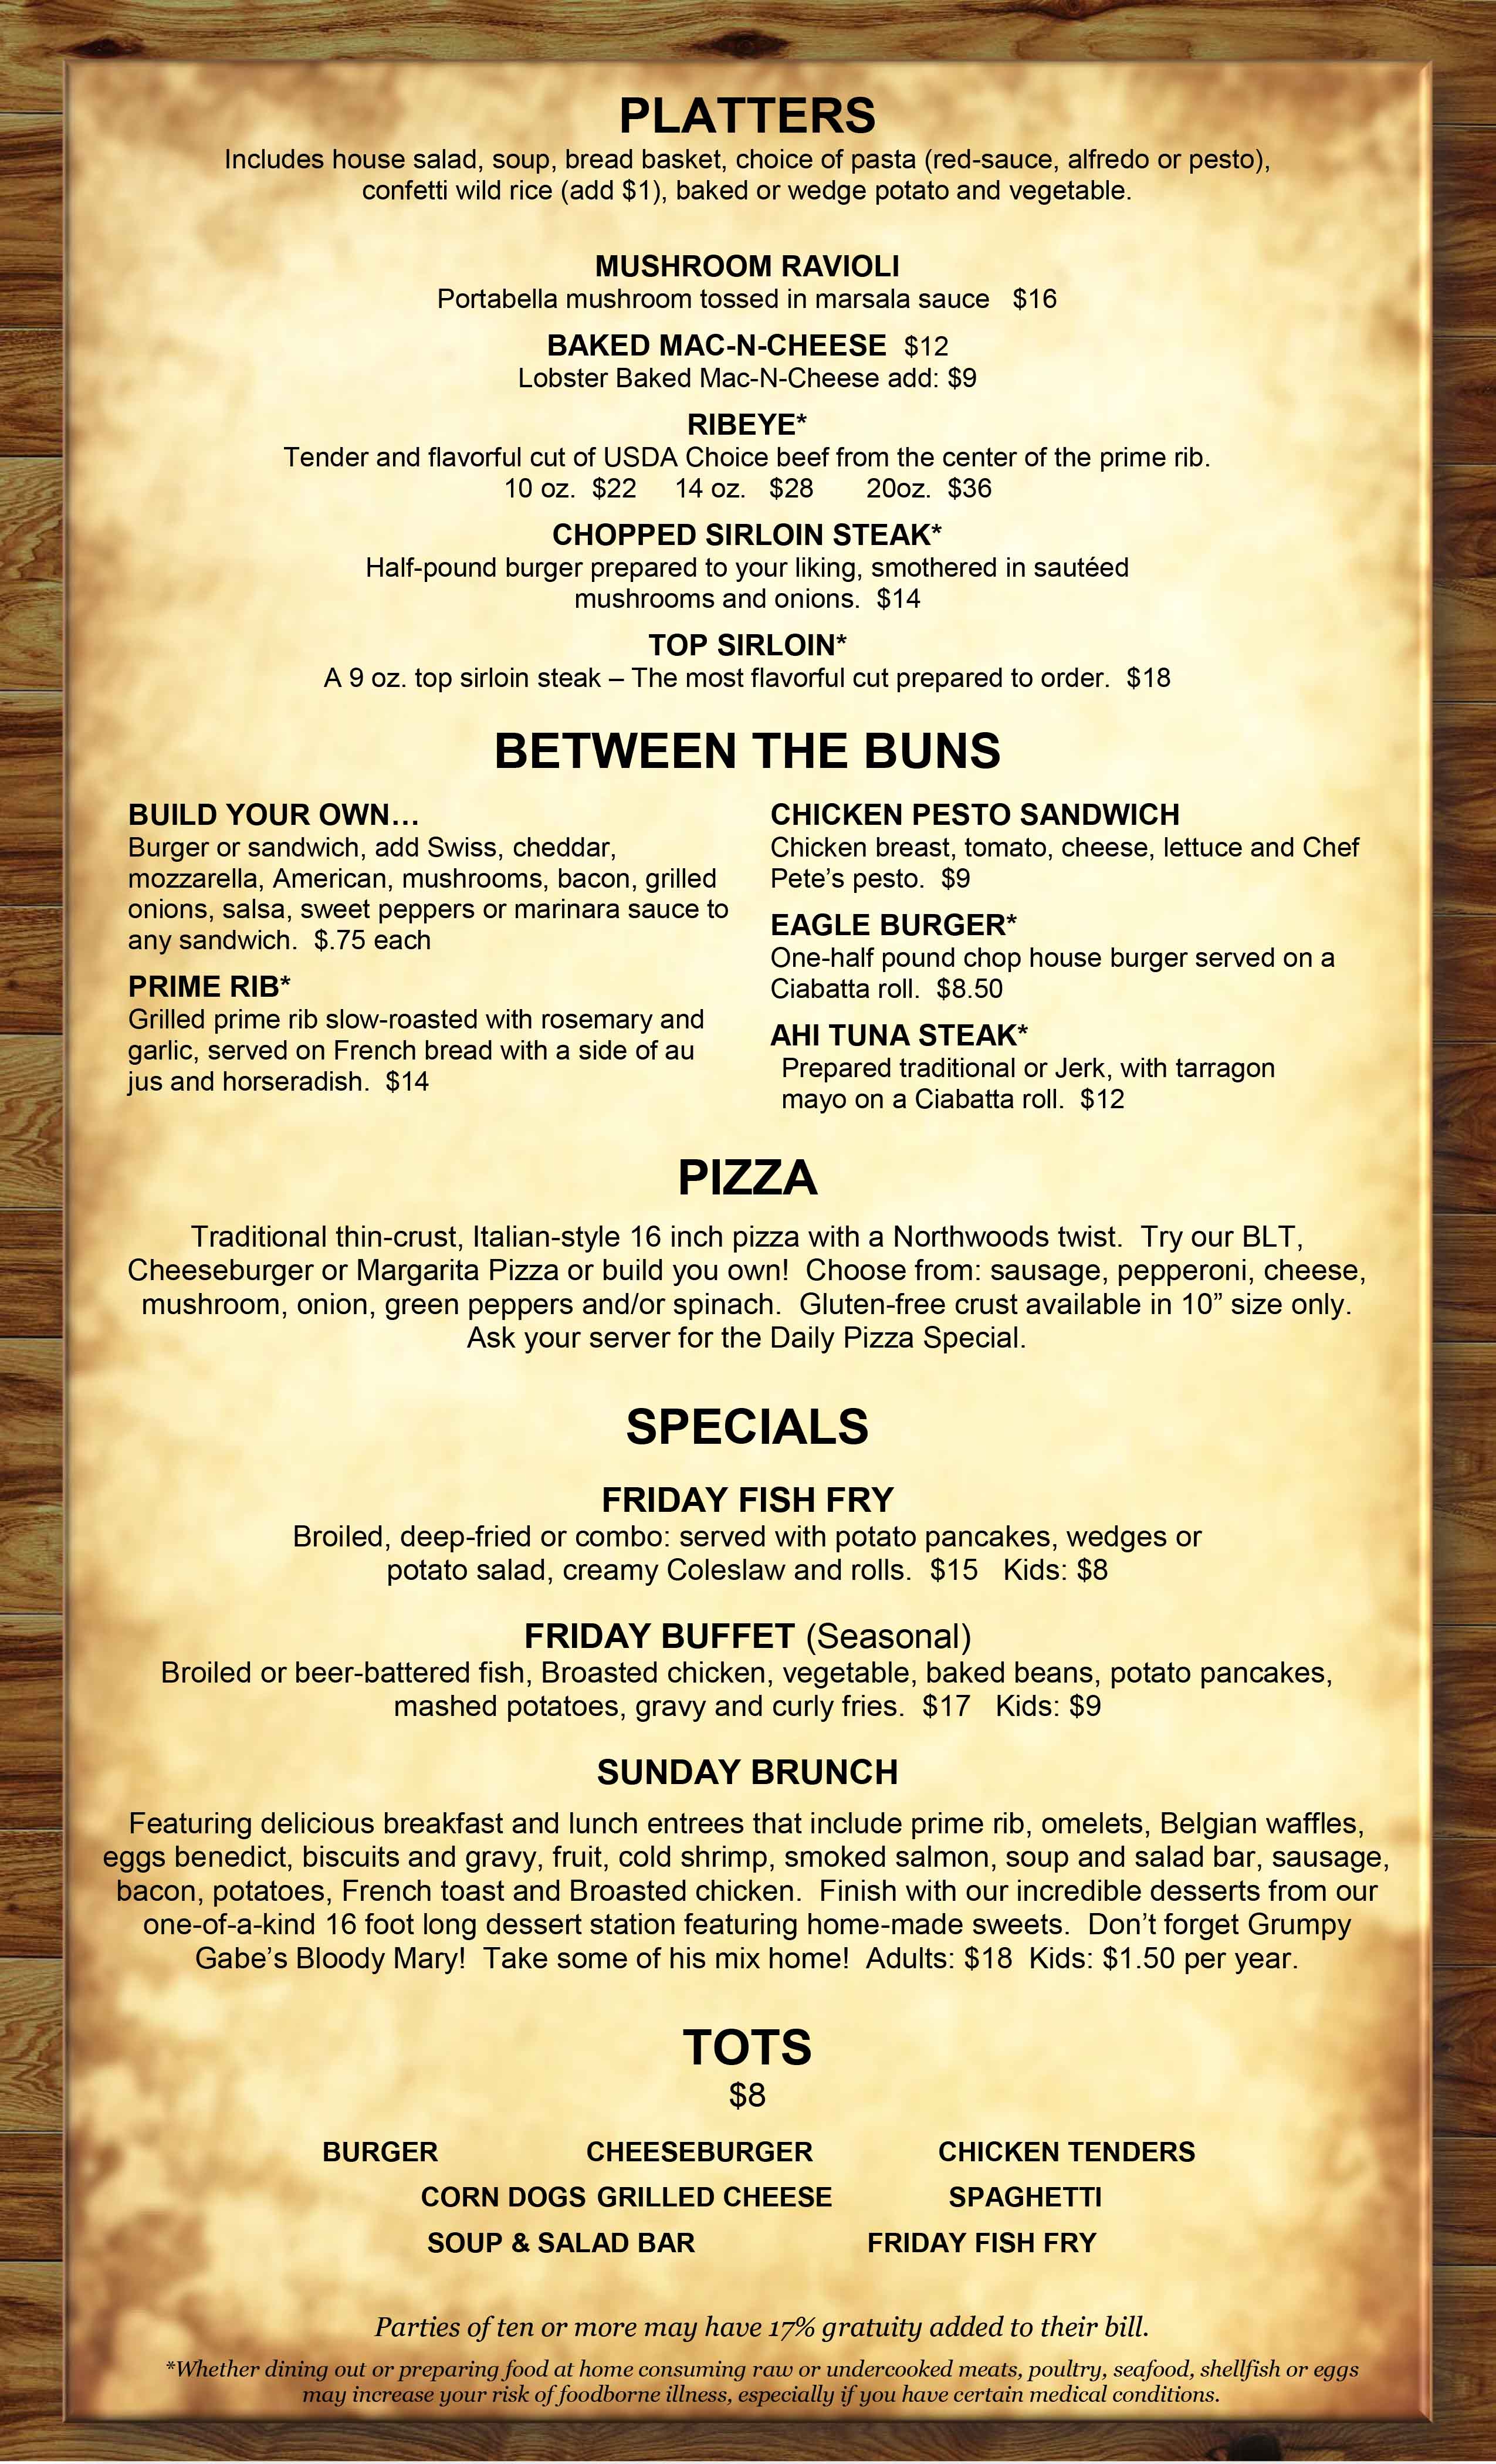 PLATTERS
Includes house salad, soup, bread basket, choice of pasta (red-sauce, alfredo or pesto),
confetti wild rice (add $1), baked or wedge potato and vegetable.
MUSHROOM RAVIOLI
Portabella mushroom tossed in marsala sauce $16
BAKED MAC-N-CHEESE $12
Lobster Baked Mac-N-Cheese add: $9
RIBEYE*
Tender and flavorful cut of USDA Choice beef from the center of the prime rib.
10 oz. $22 14 oz. $28 20oz. $36
CHOPPED SIRLOIN STEAK*
Half-pound burger prepared to your liking, smothered in sautéed
mushrooms and onions. $14
TOP SIRLOIN*
A 9 oz. top sirloin steak – The most flavorful cut prepared to order. $18
BETWEEN THE BUNS
BUILD YOUR OWN…
Burger or sandwich, add Swiss, cheddar,
mozzarella, American, mushrooms, bacon, grilled
onions, salsa, sweet peppers or marinara sauce to
any sandwich. $.75 each
PRIME RIB*
Grilled prime rib slow-roasted with rosemary and
garlic, served on French bread with a side of au
jus and horseradish. $14
CHICKEN PESTO SANDWICH
Chicken breast, tomato, cheese, lettuce and Chef
Pete’s pesto. $9
EAGLE BURGER*
One-half pound chop house burger served on a
Ciabatta roll. $8.50
AHI TUNA STEAK*
Prepared traditional or Jerk, with tarragon
mayo on a Ciabatta roll. $12
PIZZA
Traditional thin-crust, Italian-style 16 inch pizza with a Northwoods twist. Try our BLT,
Cheeseburger or Margarita Pizza or build you own! Choose from: sausage, pepperoni, cheese,
mushroom, onion, green peppers and/or spinach. Gluten-free crust available in 10” size only.
Ask your server for the Daily Pizza Special.
SPECIALS
FRIDAY FISH FRY
Broiled, deep-fried or combo: served with potato pancakes, wedges or
potato salad, creamy Coleslaw and rolls. $15 Kids: $8
FRIDAY BUFFET (Seasonal)
Broiled or beer-battered fish, Broasted chicken, vegetable, baked beans, potato pancakes,
mashed potatoes, gravy and curly fries. $17 Kids: $9
SUNDAY BRUNCH
Featuring delicious breakfast and lunch entrees that include prime rib, omelets, Belgian waffles,
eggs benedict, biscuits and gravy, fruit, cold shrimp, smoked salmon, soup and salad bar, sausage,
bacon, potatoes, French toast and Broasted chicken. Finish with our incredible desserts from our
one-of-a-kind 16 foot long dessert station featuring home-made sweets. Don’t forget Grumpy
Gabe’s Bloody Mary! Take some of his mix home! Adults: $18 Kids: $1.50 per year.
TOTS
$8
BURGER CHEESEBURGER CHICKEN TENDERS
CORN DOGS GRILLED CHEESE SPAGHETTI
SOUP & SALAD BAR FRIDAY FISH FRY
Parties of ten or more may have 17% gratuity added to their bill.
*Whether dining out or preparing food at home consuming raw or undercooked meats, poultry, seafood, shellfish or eggs
may increase your risk of foodborne illness, especially if you have certain medical conditions.